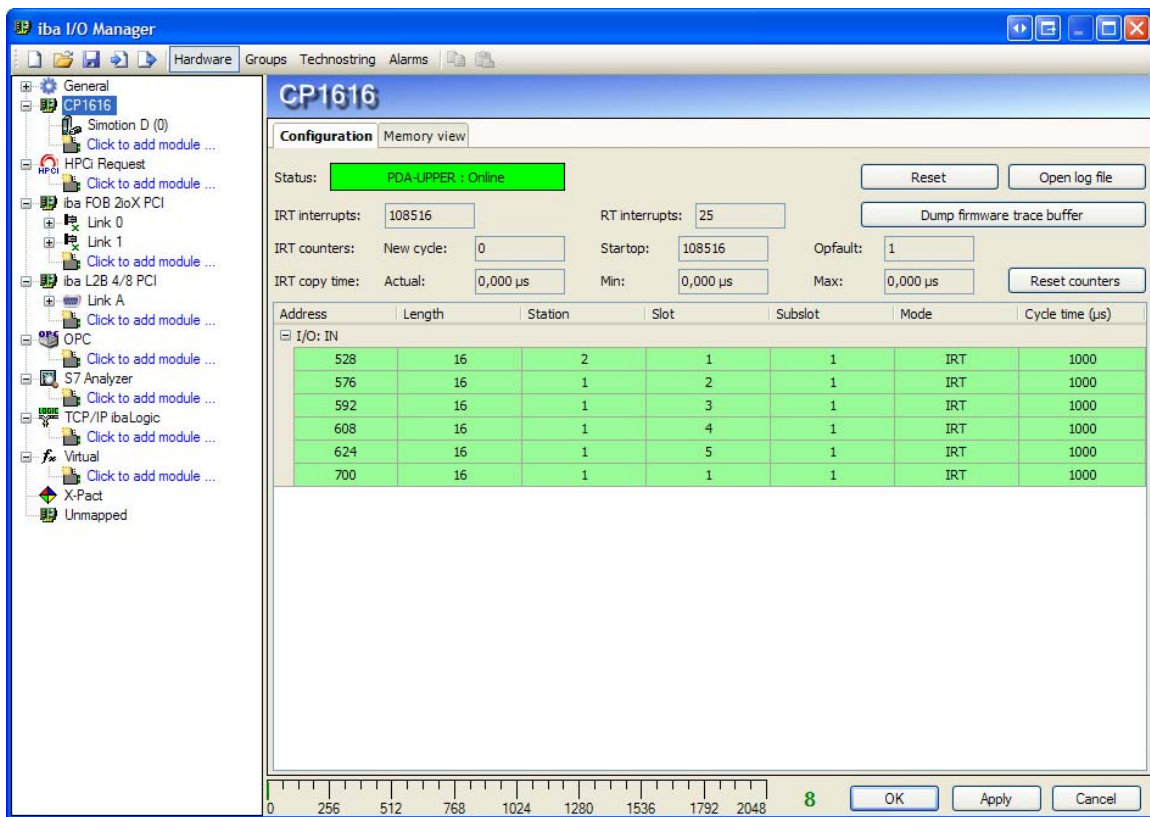 iba I/O Manager
Hardware Groups Technostring Alarms
General
CP1616
Simotion D (0)
Click to add module ...
HPCi Request
Click to add module ...
iba FOB 2ioX PCI
Link 0
Link 1
Click to add module ...
iba L2B 4/8 PCI
Link A
Click to add module ...
OPC
Click to add module ...
S7 Analyzer
Click to add module ...
TCP/IP ibaLogic
Click to add module ...
Virtual
Click to add module ...
X-Pact
Unmapped
CP1616
Configuration Memory view
Status: PDA-UPPER : Online Reset Open log file
IRT interrupts: 108516 RT interrupts: 25 Dump firmware trace buffer
IRT counters: New cycle: 0 Startop: 108516 Opfault: 1
IRT copy time: Actual: 0,000 µs Min: 0,000 µs Max: 0,000 µs Reset counters
Address Length Station Slot Subslot Mode Cycle time (µs)
I/O: IN
528 16 2 1 1 IRT 1000
576 16 1 2 1 IRT 1000
592 16 1 3 1 IRT 1000
608 16 1 4 1 IRT 1000
624 16 1 5 1 IRT 1000
700 16 1 1 1 IRT 1000
0 256 512 768 1024 1280 1536 1792 2048 8 OK Apply Cancel